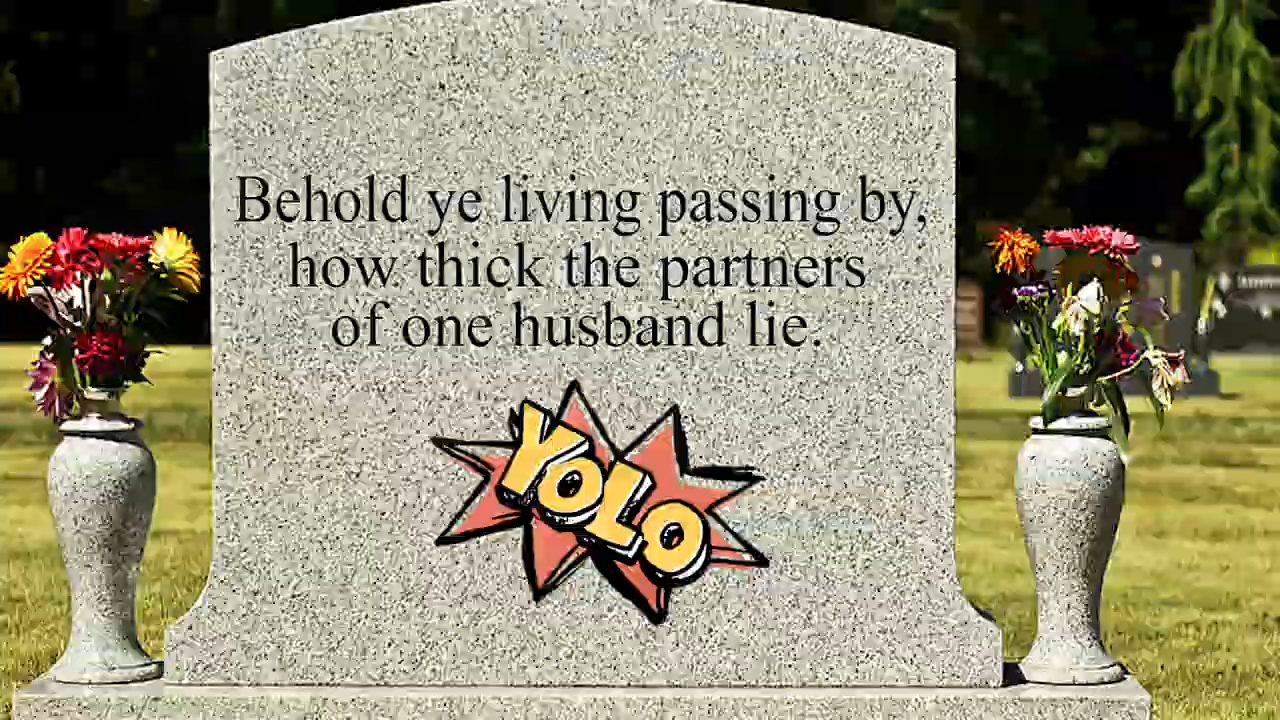 Behold ye living passing by,
how thick the partners
of one husband lie.
YOLO